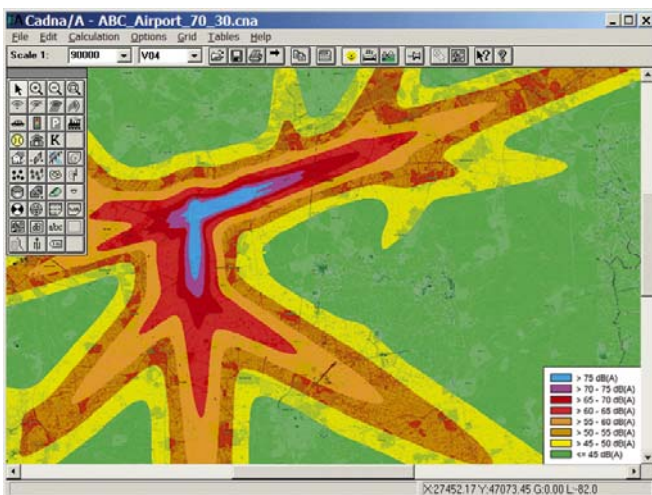 Cadna/A - ABC_Airport_70_30.cna
File Edit Calculation Options Grid Tables Help
Scale 1: 90000 V04
K
abc
> 75 dB(A)
> 70 - 75 dB(A)
> 65 - 70 dB(A)
> 60 - 65 dB(A)
> 55 - 60 dB(A)
> 50 - 55 dB(A)
> 45 - 50 dB(A)
<= 45 dB(A)
X:27452.17 Y:47073.45 G:0.00 L:-82.0